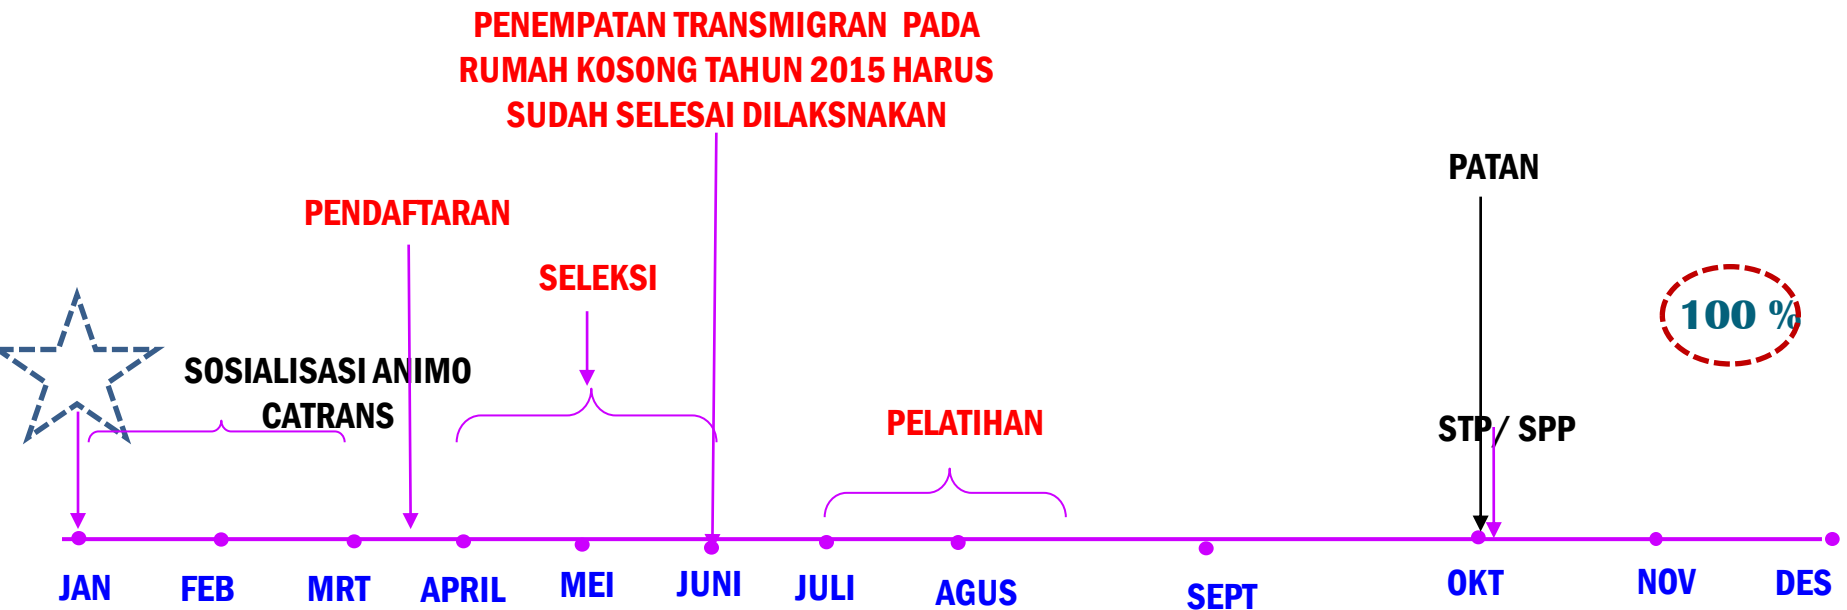 PENEMPATAN TRANSMIGRAN PADA
RUMAH KOSONG TAHUN 2015 HARUS
SUDAH SELESAI DILAKSNAKAN
PATAN
PENDAFTARAN
SELEKSI
100 %
SOSIALISASI ANIMO
CATRANS
PELATIHAN
STP/ SPP
JAN FEB MRT APRIL MEI JUNI JULI AGUS SEPT OKT NOV DES